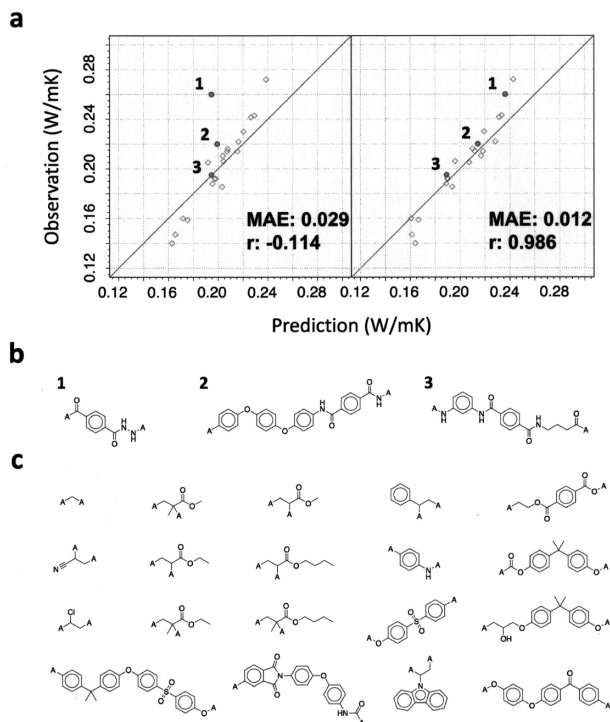 a
Observation (W/mK)
0.28
0.24
0.20
0.16
0.12
1
2
3
MAE: 0.029
r: -0.114
1
2
3
MAE: 0.012
r: 0.986
0.12 0.16 0.20 0.24 0.28 0.12 0.16 0.20 0.24 0.28
Prediction (W/mK)
b
1 2 3
c